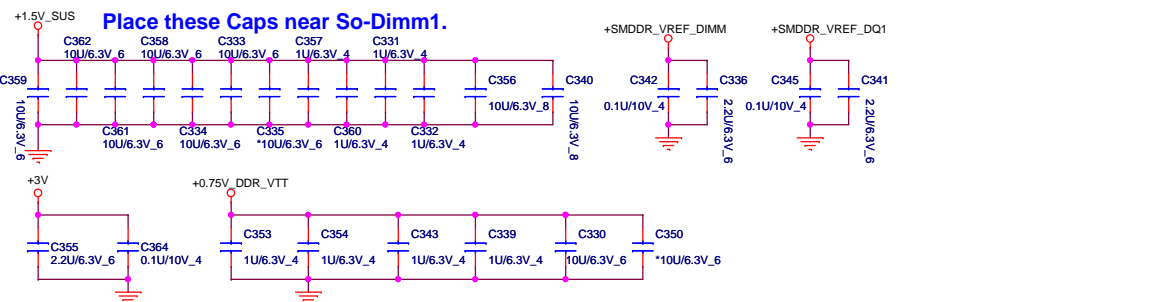 +1.5V_SUS
Place these Caps near So-Dimm1.
+SMDDR_VREF_DIMM
+SMDDR_VREF_DQ1
C362
10U/6.3V_6
C358
10U/6.3V_6
C333
10U/6.3V_6
C357
1U/6.3V_4
C331
1U/6.3V_4
C359
10U/6.3V_6
C356
10U/6.3V_8
C340
10U/6.3V_8
C342
0.1U/10V_4
C336
2.2U/6.3V_6
C345
0.1U/10V_4
C341
2.2U/6.3V_6
C361
10U/6.3V_6
C334
10U/6.3V_6
C335
*10U/6.3V_6
C360
1U/6.3V_4
C332
1U/6.3V_4
+3V
+0.75V_DDR_VTT
C355
2.2U/6.3V_6
C364
0.1U/10V_4
C353
1U/6.3V_4
C354
1U/6.3V_4
C343
1U/6.3V_4
C339
1U/6.3V_4
C330
10U/6.3V_6
C350
*10U/6.3V_6